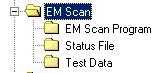 EM Scan
EM Scan Program
Status File
Test Data